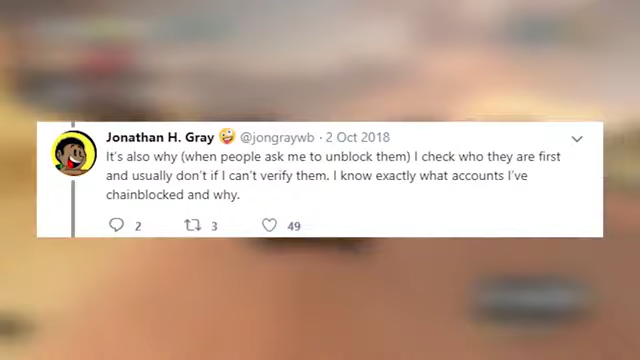 Jonathan H. Gray 🤪 @jongraywb · 2 Oct 2018
It's also why (when people ask me to unblock them) I check who they are first
and usually don't if I can't verify them. I know exactly what accounts I've
chainblocked and why.
2 3 49